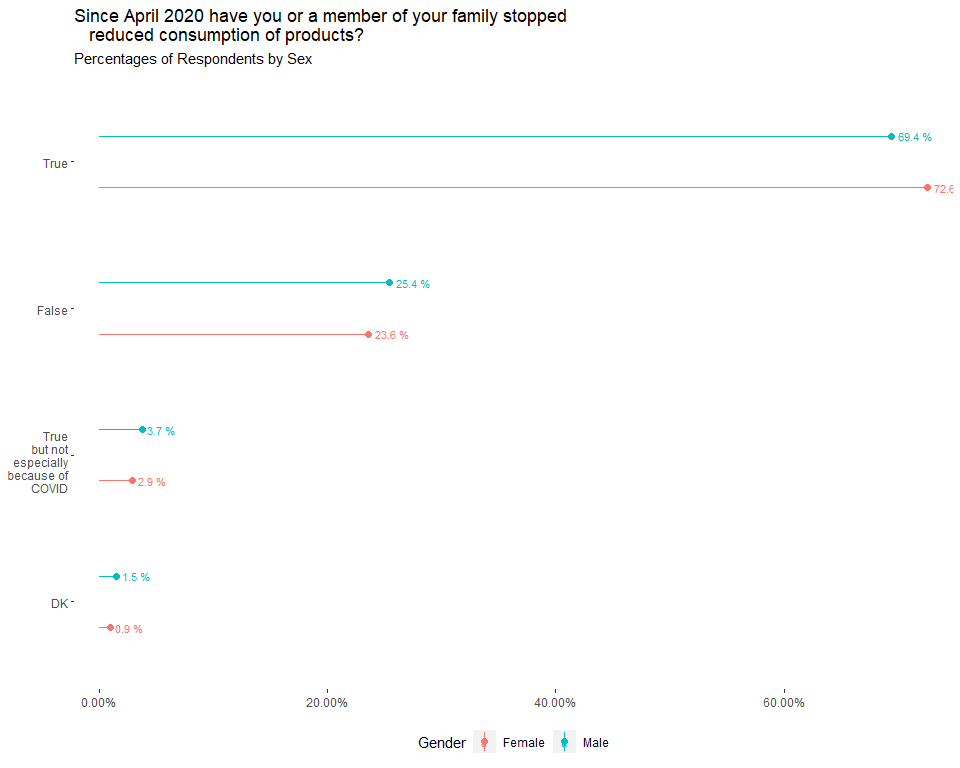 Since April 2020 have you or a member of your family stopped
reduced consumption of products?
Percentages of Respondents by Sex
69.4 %
True
72.6
25.4 %
False
23.6 %
3.7 %
True
but not
especially
because of
COVID
2.9 %
1.5 %
DK
0.9 %
0.00%
20.00%
40.00%
60.00%
Gender
Female
Male